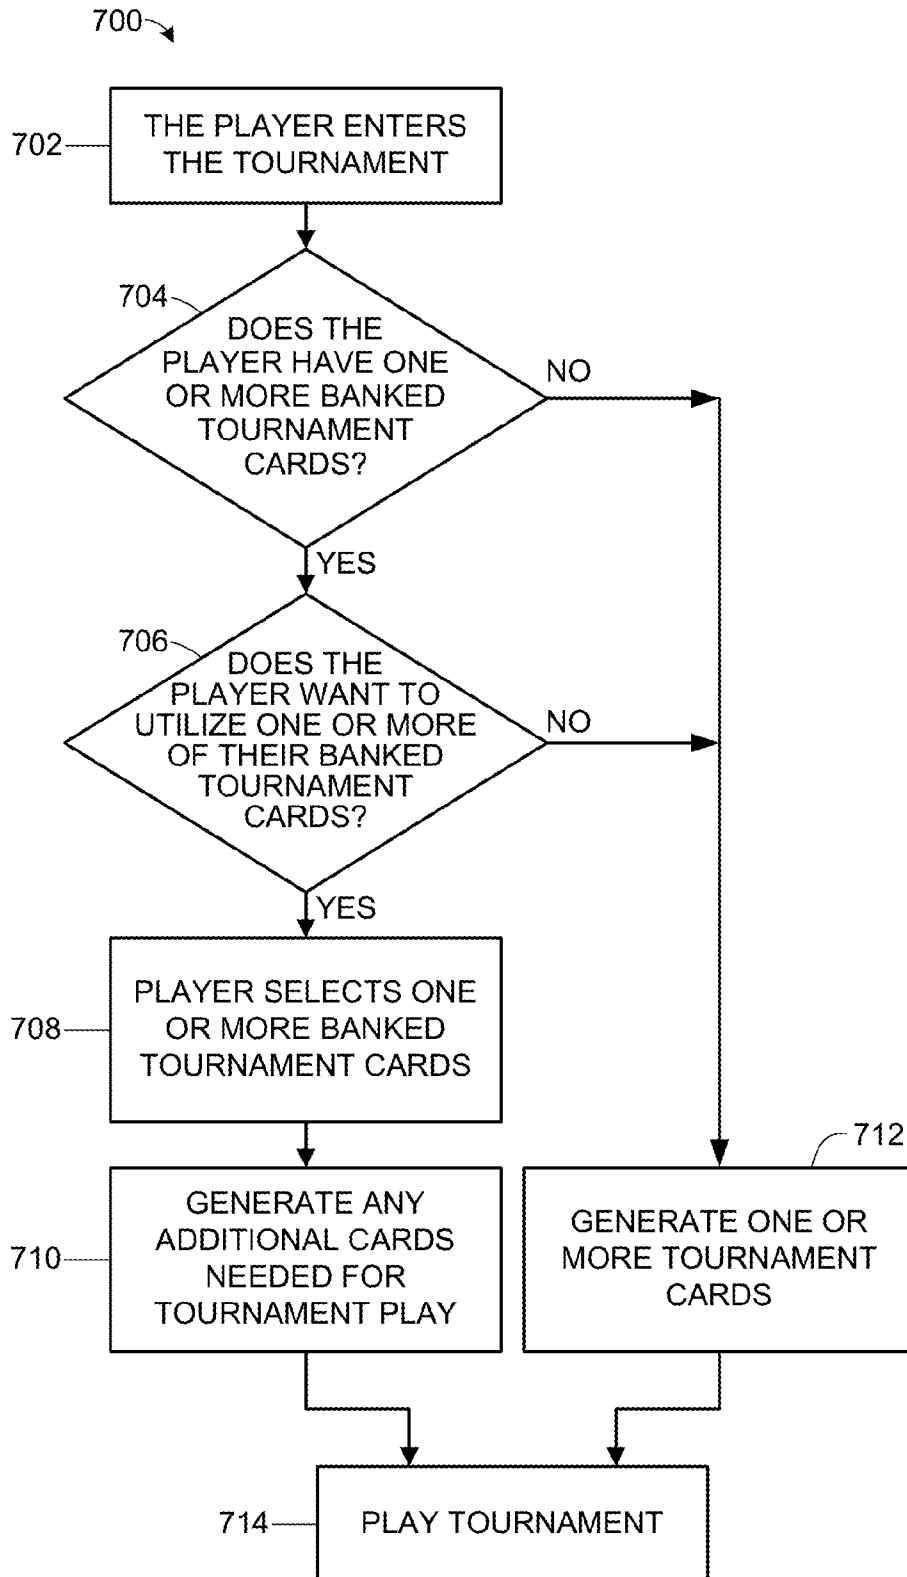 700
702
THE PLAYER ENTERS
THE TOURNAMENT
704
DOES THE
PLAYER HAVE ONE
OR MORE BANKED
TOURNAMENT
CARDS?
NO
YES
706
DOES THE
PLAYER WANT TO
UTILIZE ONE OR MORE
OF THEIR BANKED
TOURNAMENT
CARDS?
NO
YES
708
PLAYER SELECTS ONE
OR MORE BANKED
TOURNAMENT CARDS
710
GENERATE ANY
ADDITIONAL CARDS
NEEDED FOR
TOURNAMENT PLAY
712
GENERATE ONE OR
MORE TOURNAMENT
CARDS
714
PLAY TOURNAMENT